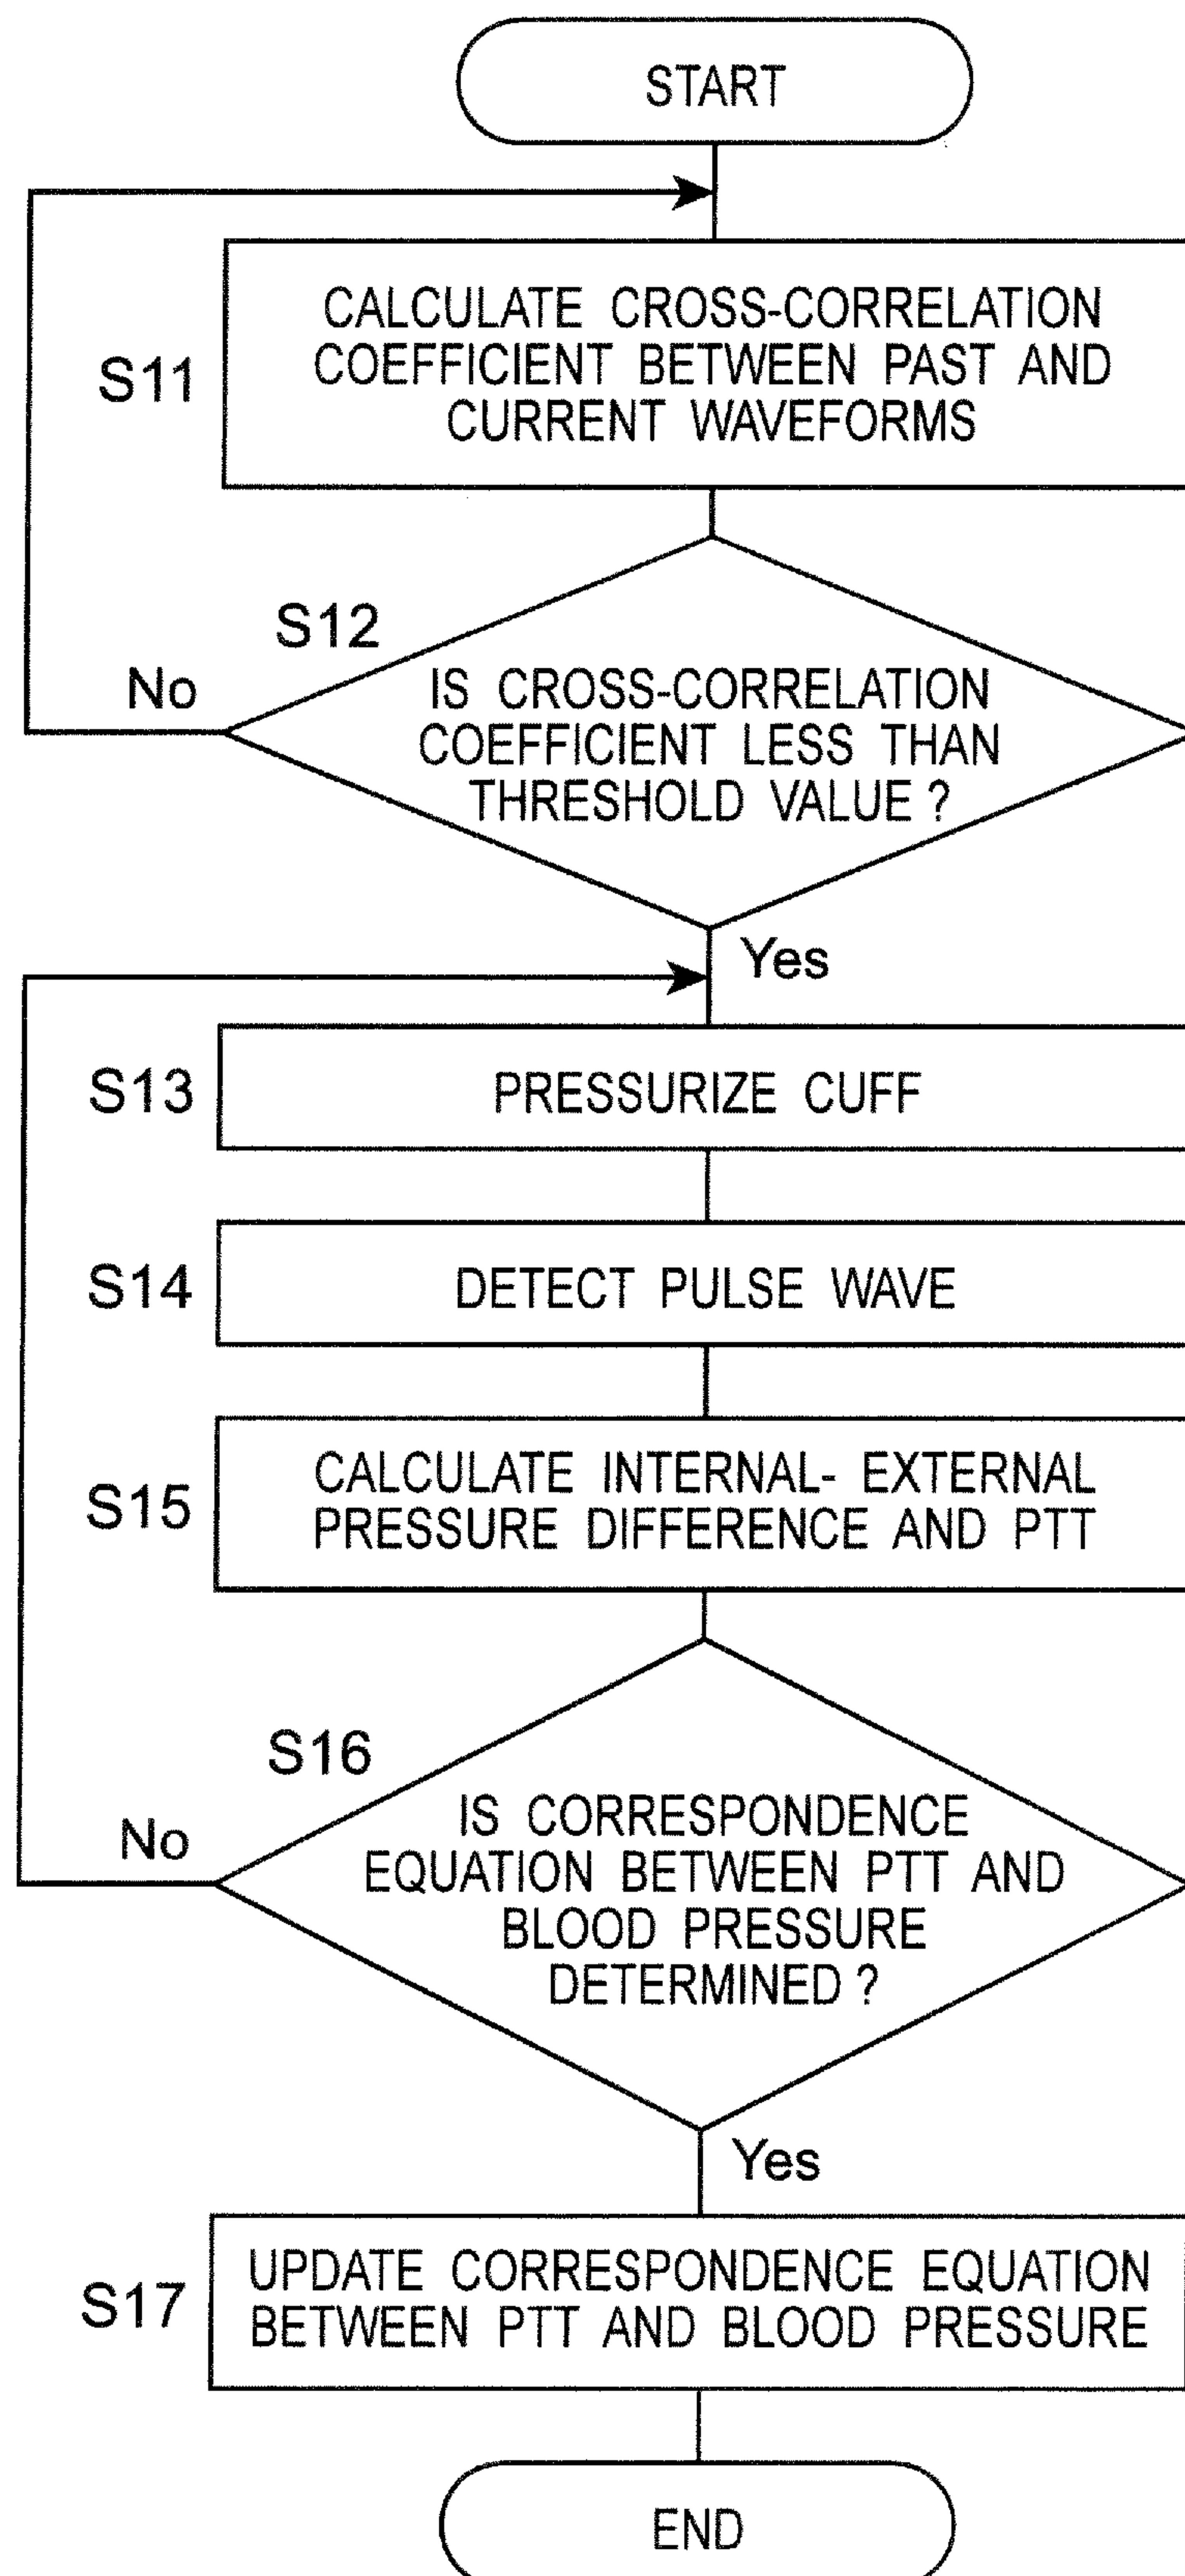 START
S11
CALCULATE CROSS-CORRELATION
COEFFICIENT BETWEEN PAST AND
CURRENT WAVEFORMS
S12
No
IS CROSS-CORRELATION
COEFFICIENT LESS THAN
THRESHOLD VALUE ?
Yes
S13
PRESSURIZE CUFF
S14
DETECT PULSE WAVE
S15
CALCULATE INTERNAL- EXTERNAL
PRESSURE DIFFERENCE AND PTT
S16
No
IS CORRESPONDENCE
EQUATION BETWEEN PTT AND
BLOOD PRESSURE
DETERMINED ?
Yes
S17
UPDATE CORRESPONDENCE EQUATION
BETWEEN PTT AND BLOOD PRESSURE
END